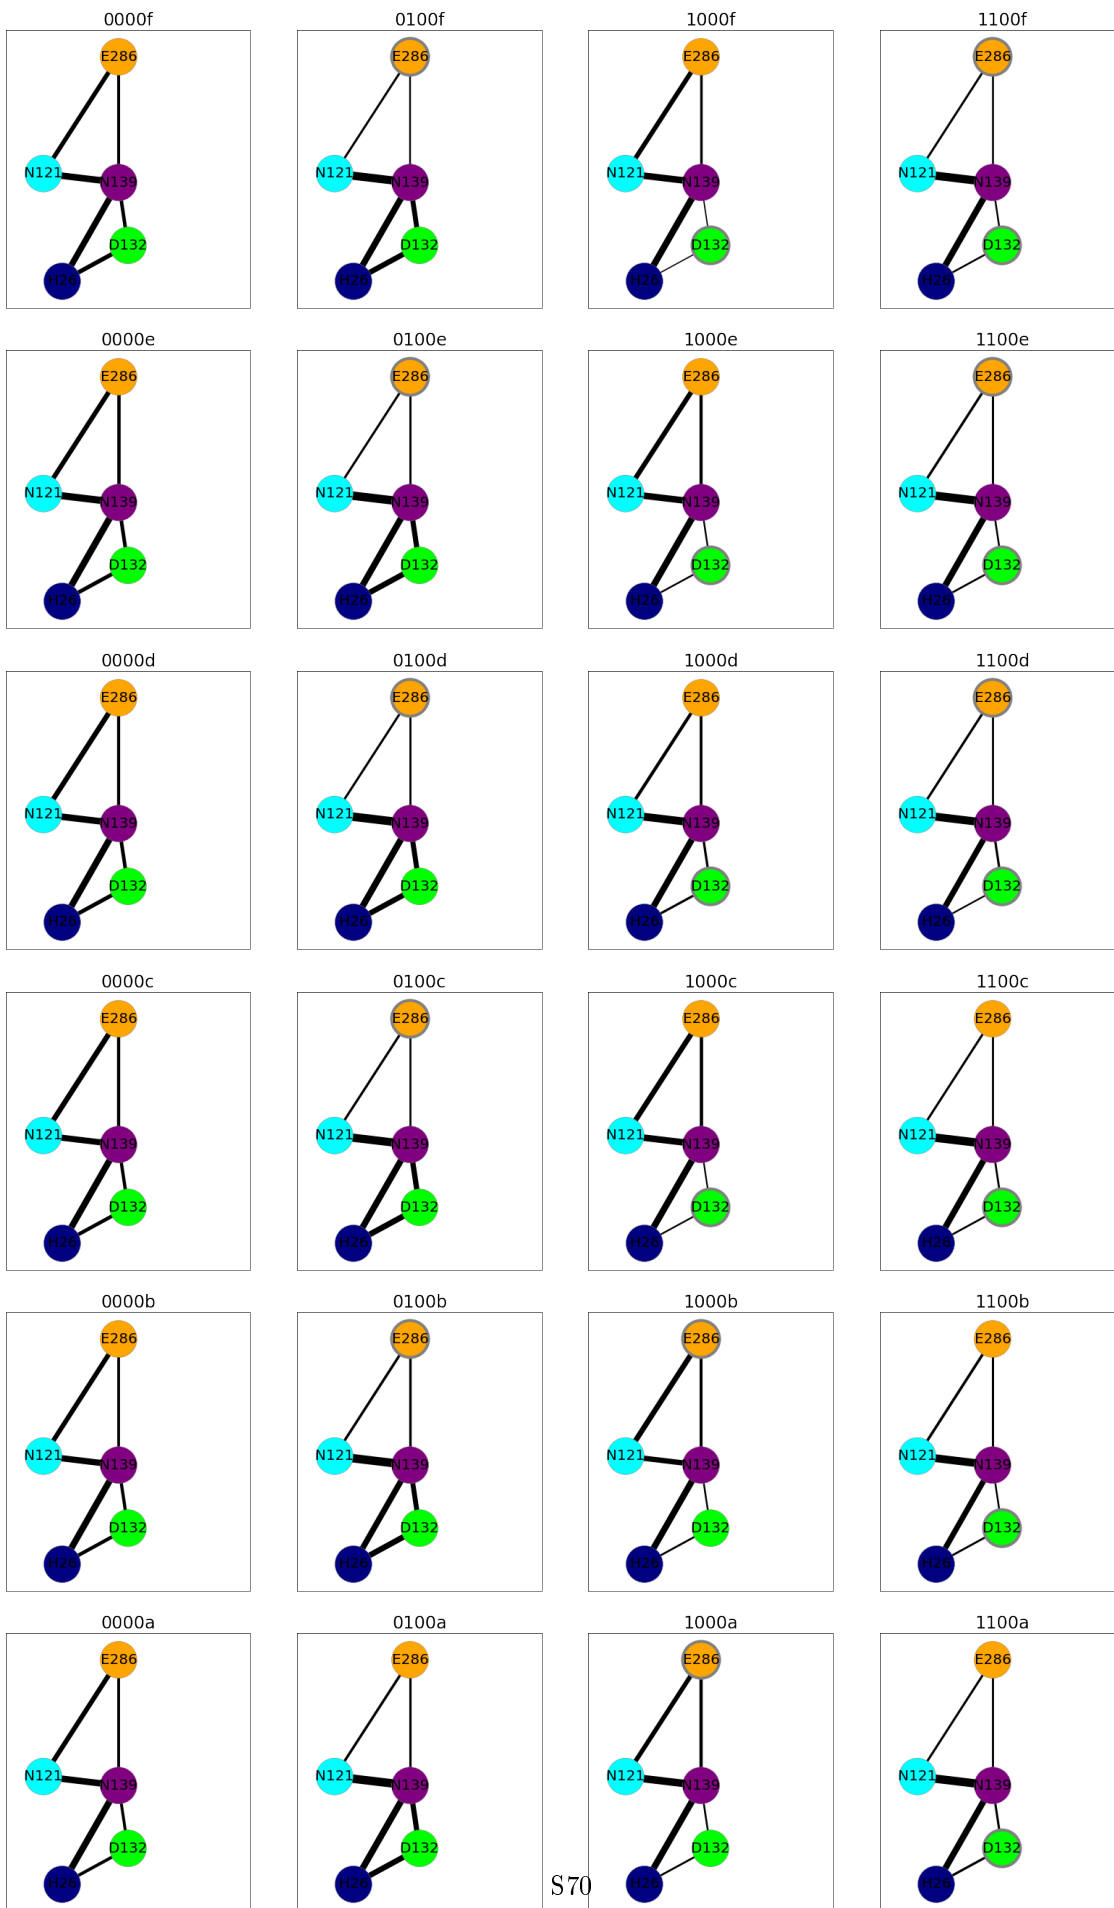 0000f 0100f 1000f 1100f
E286 E286 E286 E286
N121 N139 N121 N139 N121 N139 N121 N139
D132 D132 D132 D132
H26 H26 H26 H26
0000e 0100e 1000e 1100e
E286 E286 E286 E286
N121 N139 N121 N139 N121 N139 N121 N139
D132 D132 D132 D132
H26 H26 H26 H26
0000d 0100d 1000d 1100d
E286 E286 E286 E286
N121 N139 N121 N139 N121 N139 N121 N139
D132 D132 D132 D132
H26 H26 H26 H26
0000c 0100c 1000c 1100c
E286 E286 E286 E286
N121 N139 N121 N139 N121 N139 N121 N139
D132 D132 D132 D132
H26 H26 H26 H26
0000b 0100b 1000b 1100b
E286 E286 E286 E286
N121 N139 N121 N139 N121 N139 N121 N139
D132 D132 D132 D132
H26 H26 H26 H26
0000a 0100a 1000a 1100a
E286 E286 E286 E286
N121 N139 N121 N139 N121 N139 N121 N139
D132 D132 D132 D132
H26 H26 H26 H26
S70